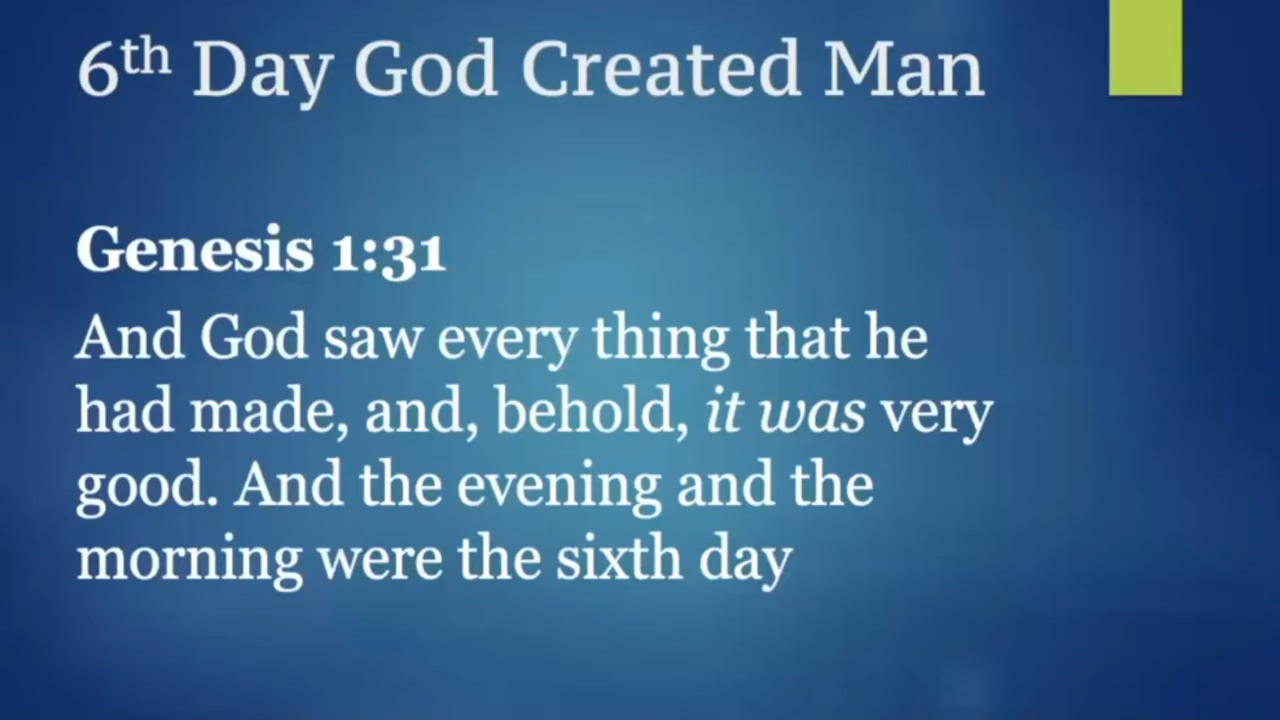 6th Day God Created Man
Genesis 1:31
And God saw every thing that he
had made, and, behold, it was very
good. And the evening and the
morning were the sixth day